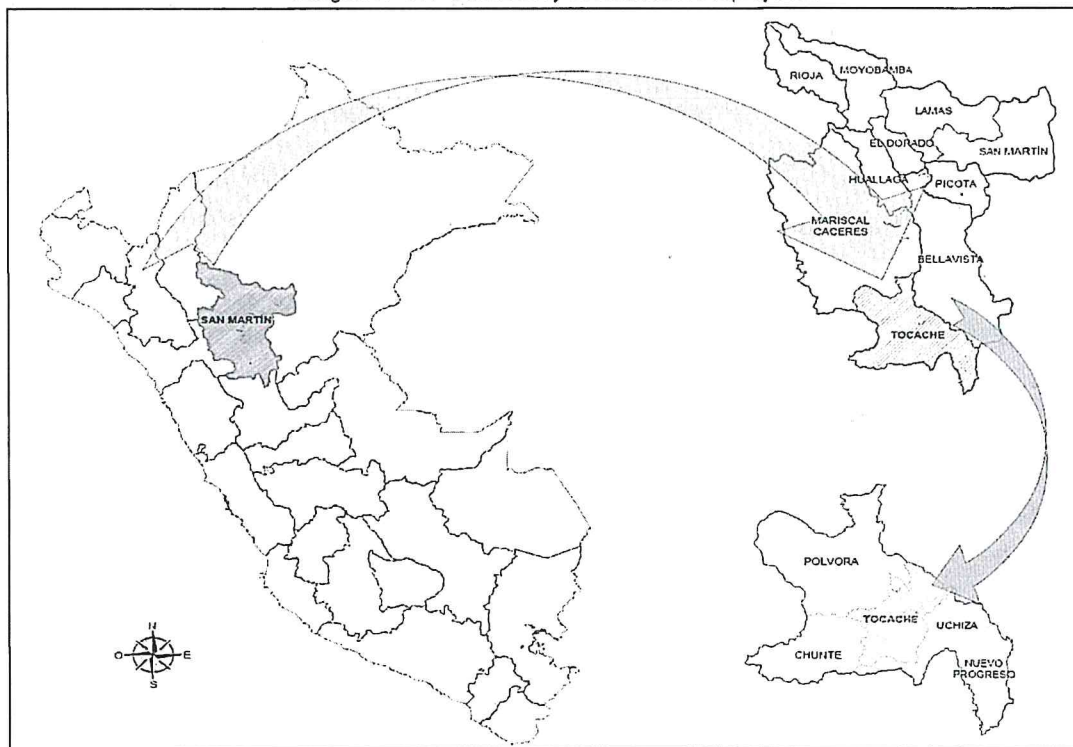 RIOJA
MOYOBAMBA
LAMAS
EL DORADO
SAN MARTÍN
HUALLAGA
PICOTA
MARISCAL
CACERES
BELLAVISTA
SAN MARTÍN
TOCACHE
POLVORA
TOCACHE
UCHIZA
CHUNTE
NUEVO
PROGRESO
N
O
E
S